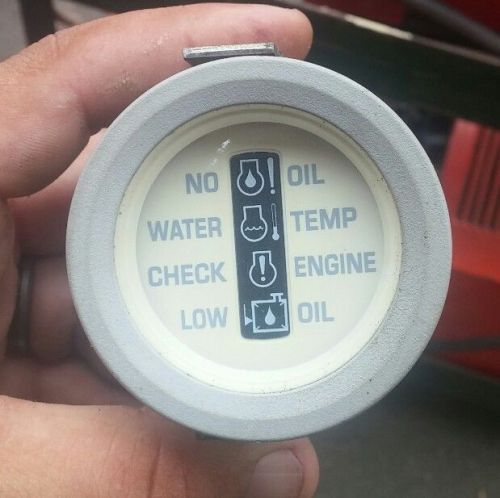 NO OIL
WATER TEMP
CHECK ENGINE
LOW OIL